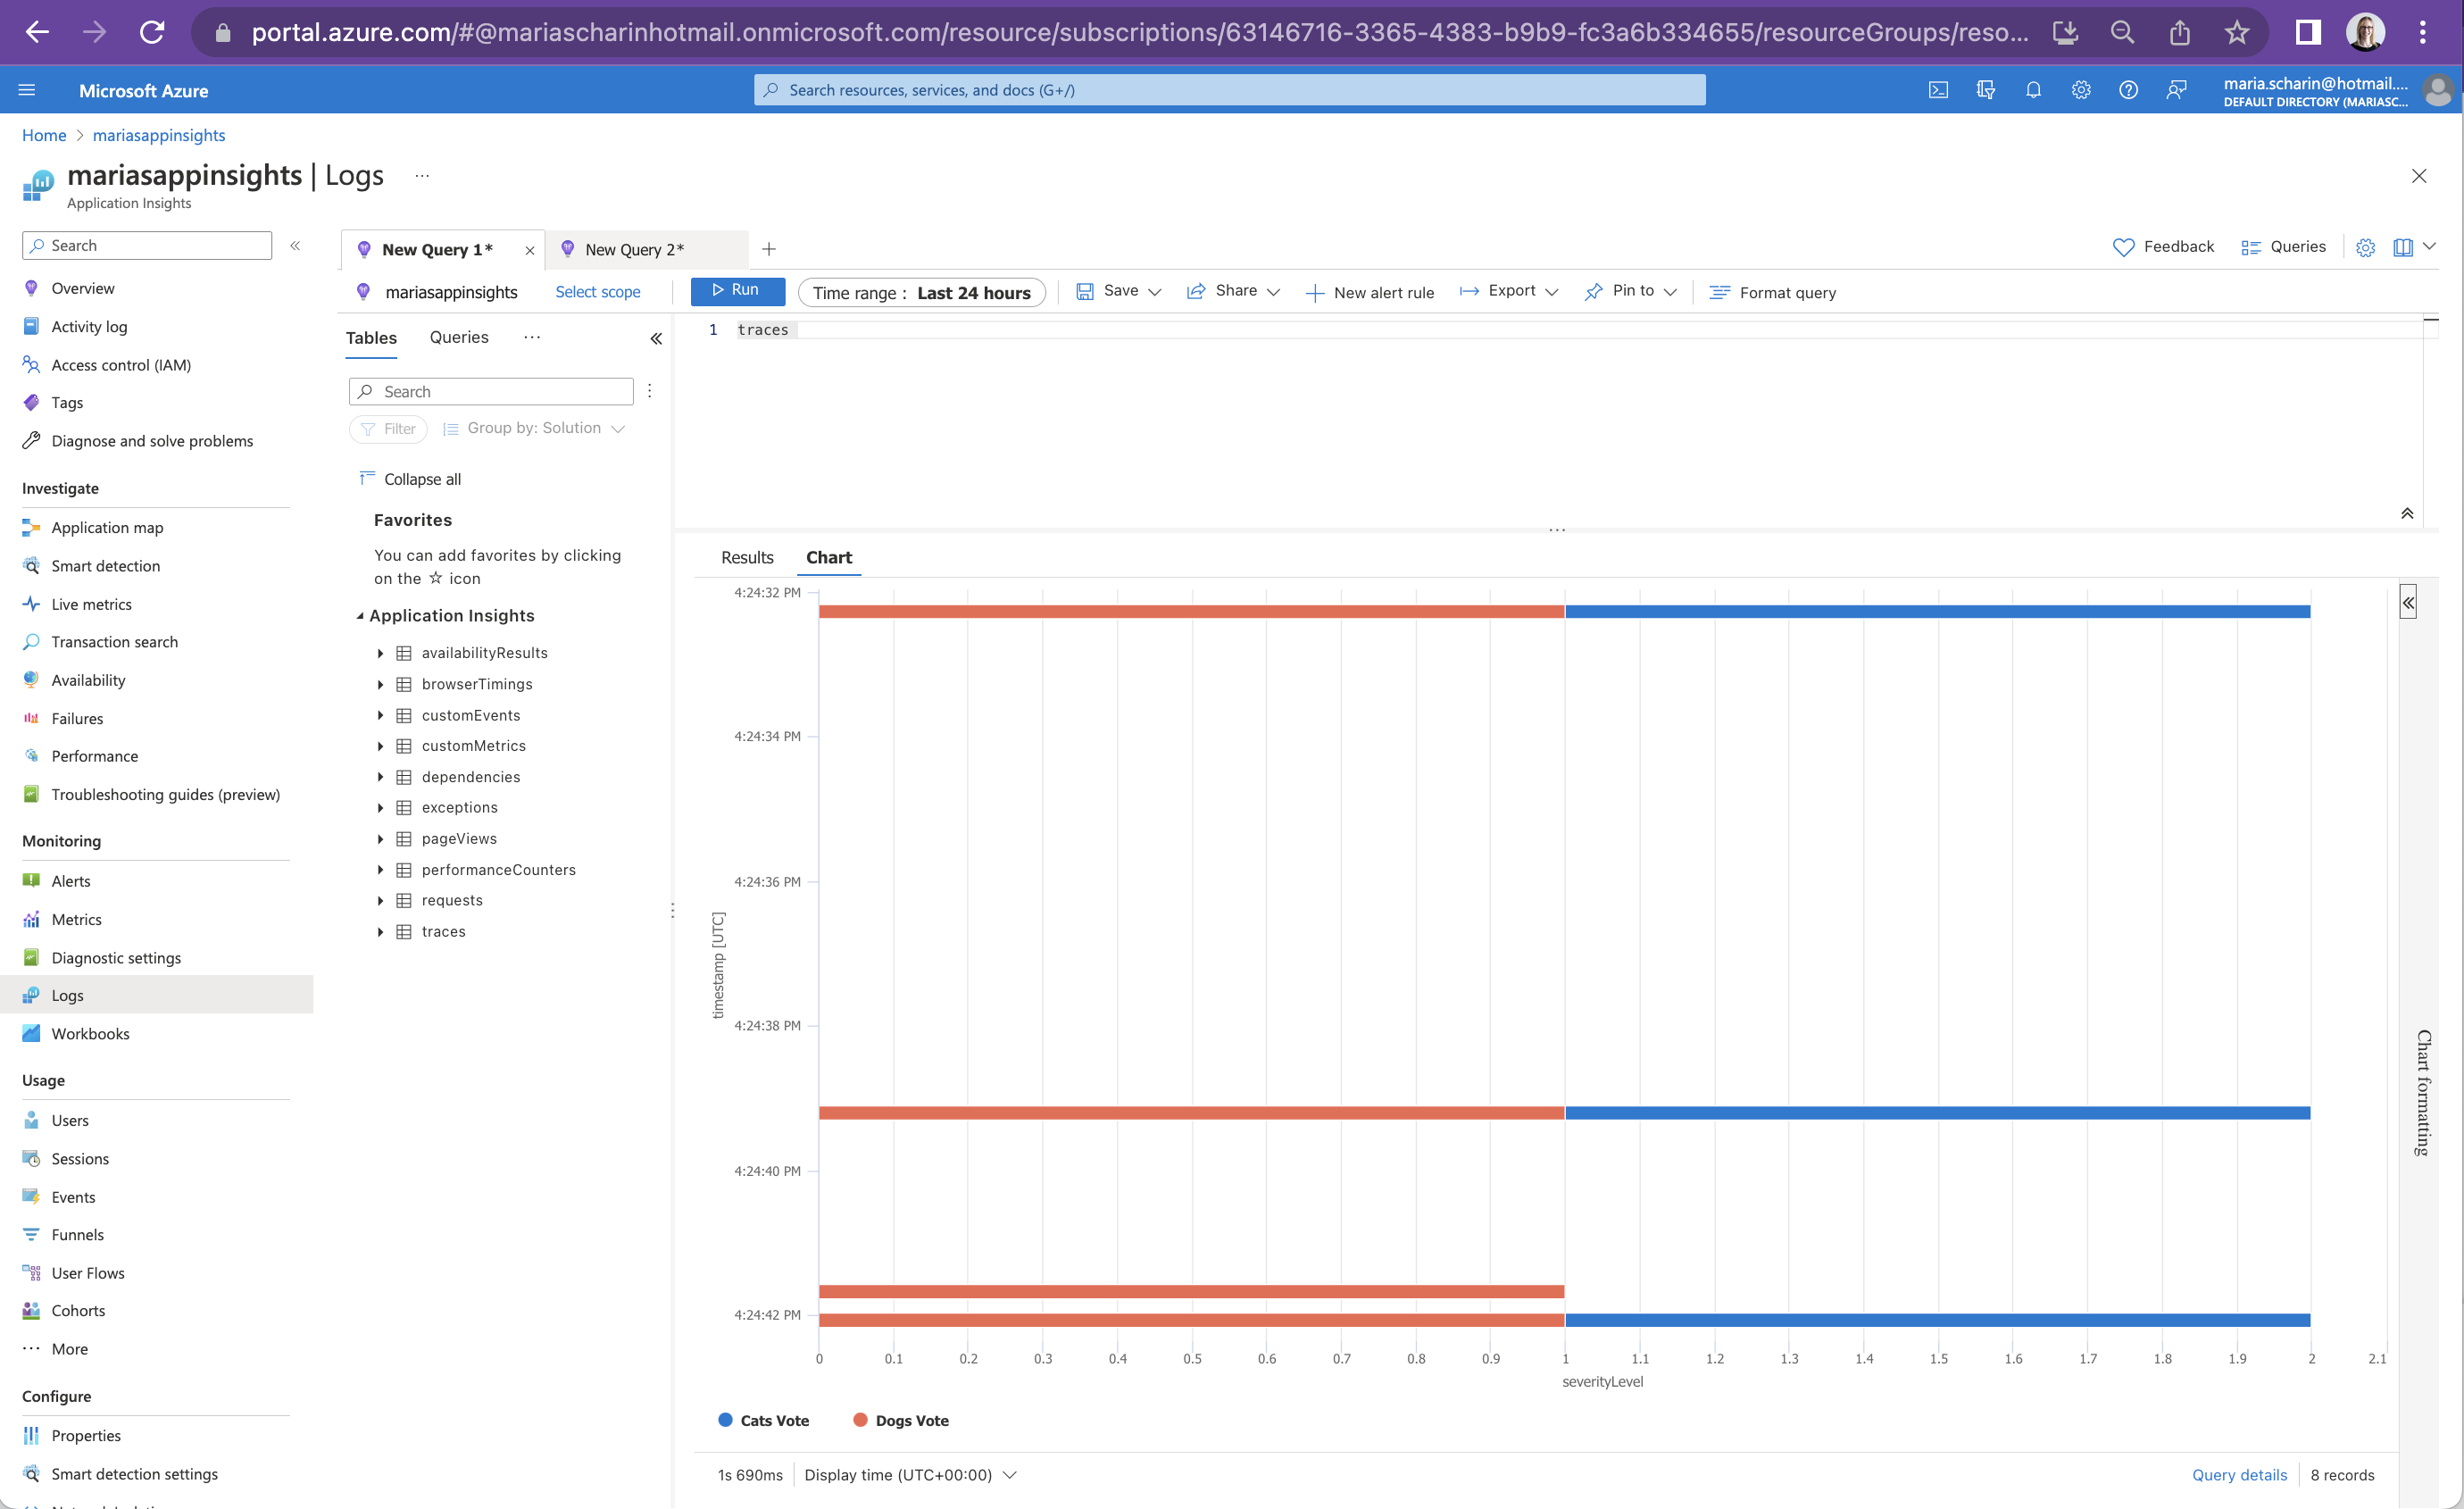 portal.azure.com/#@mariascharinhotmail.onmicrosoft.com/resource/subscriptions/63146716-3365-4383-b9b9-fc3a6b334655/resourceGroups/reso...
Microsoft Azure
Search resources, services, and docs (G+/)
maria.scharin@hotmail....
DEFAULT DIRECTORY (MARIASC...
Home > mariasappinsights
mariasappinsights | Logs ...
Application Insights
Search
Overview
Activity log
Access control (IAM)
Tags
Diagnose and solve problems
Investigate
Application map
Smart detection
Live metrics
Transaction search
Availability
Failures
Performance
Troubleshooting guides (preview)
Monitoring
Alerts
Metrics
Diagnostic settings
Logs
Workbooks
Usage
Users
Sessions
Events
Funnels
User Flows
Cohorts
More
Configure
Properties
Smart detection settings
New Query 1*
New Query 2*
Feedback
Queries
mariasappinsights
Select scope
Run
Time range : Last 24 hours
Save
Share
New alert rule
Export
Pin to
Format query
Tables
Queries
...
Search
Filter
Group by: Solution
Collapse all
Favorites
You can add favorites by clicking
on the ☆ icon
Application Insights
availabilityResults
browserTimings
customEvents
customMetrics
dependencies
exceptions
pageViews
performanceCounters
requests
traces
1 traces
Results
Chart
4:24:32 PM
4:24:34 PM
4:24:36 PM
4:24:38 PM
4:24:40 PM
4:24:42 PM
timestamp [UTC]
0 0.1 0.2 0.3 0.4 0.5 0.6 0.7 0.8 0.9 1 1.1 1.2 1.3 1.4 1.5 1.6 1.7 1.8 1.9 2 2.1
severityLevel
Cats Vote
Dogs Vote
Chart formatting
1s 690ms
Display time (UTC+00:00)
Query details
8 records